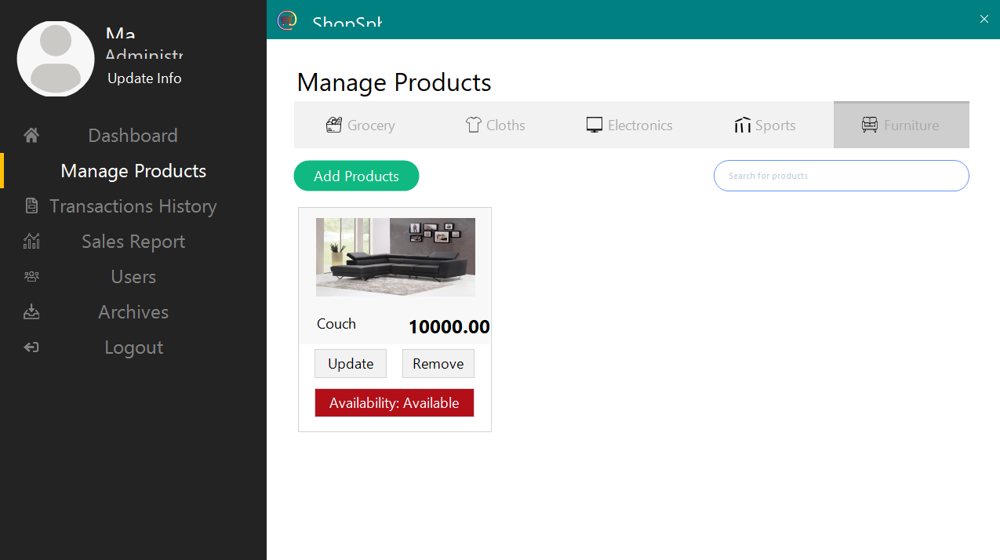 Ma
Administr
Update Info
Dashboard
Manage Products
Transactions History
Sales Report
Users
Archives
Logout
Manage Products
Grocery
Cloths
Electronics
Sports
Furniture
Add Products
Search for products
Couch
10000.00
Update
Remove
Availability: Available